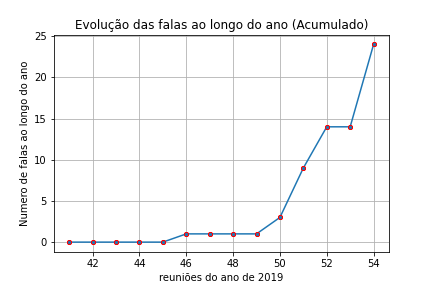 Evolução das falas ao longo do ano (Acumulado)
Numero de falas ao longo do ano
25
20
15
10
5
0
42 44 46 48 50 52 54
reuniões do ano de 2019